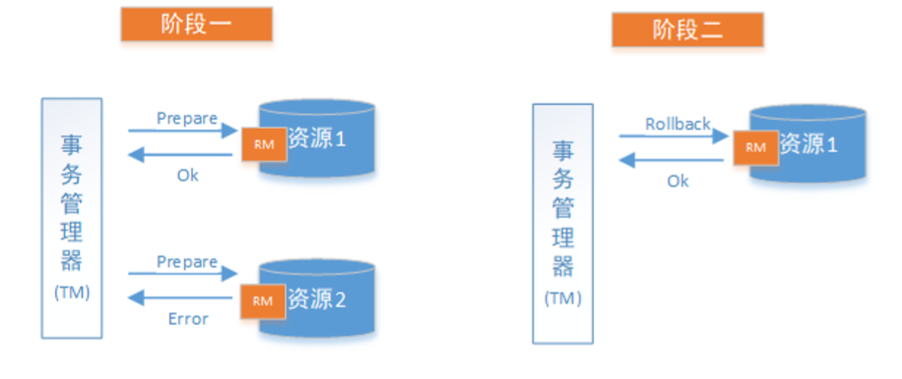 阶段一
阶段二
事务管理器
(TM)
Prepare
Ok
RM
资源1
Prepare
Error
RM
资源2
事务管理器
(TM)
Rollback
Ok
RM
资源1